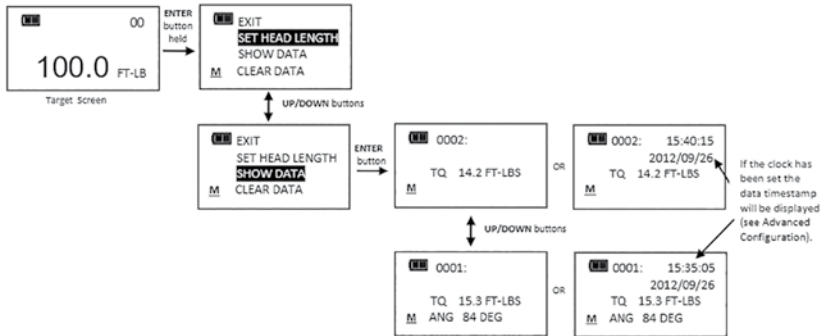 00
100.0 FT-LB
Target Screen
ENTER
button
held
EXIT
SET HEAD LENGTH
SHOW DATA
M CLEAR DATA
UP/DOWN buttons
EXIT
SET HEAD LENGTH
SHOW DATA
M CLEAR DATA
ENTER
button
0002:
TQ 14.2 FT-LBS
M
OR
0002: 15:40:15
2012/09/26
TQ 14.2 FT-LBS
M
If the clock has
been set the
data timestamp
will be displayed
(see Advanced
Configuration).
UP/DOWN buttons
0001:
TQ 15.3 FT-LBS
M ANG 84 DEG
OR
0001: 15:35:05
2012/09/26
TQ 15.3 FT-LBS
M ANG 84 DEG